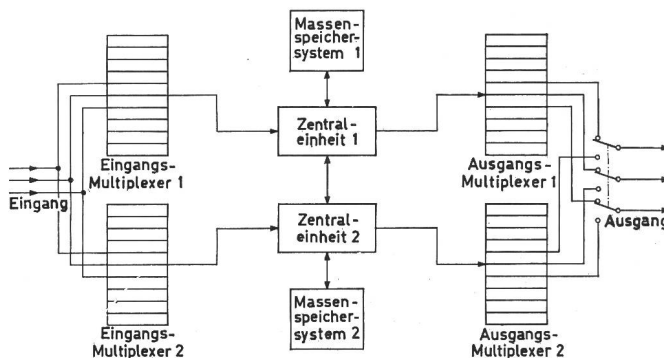 Massen-
speicher-
system 1
Zentral-
einheit 1
Eingangs-
Multiplexer 1
Ausgangs-
Multiplexer 1
Eingang
Ausgang
Zentral-
einheit 2
Massen-
speicher-
system 2
Eingangs-
Multiplexer 2
Ausgangs-
Multiplexer 2